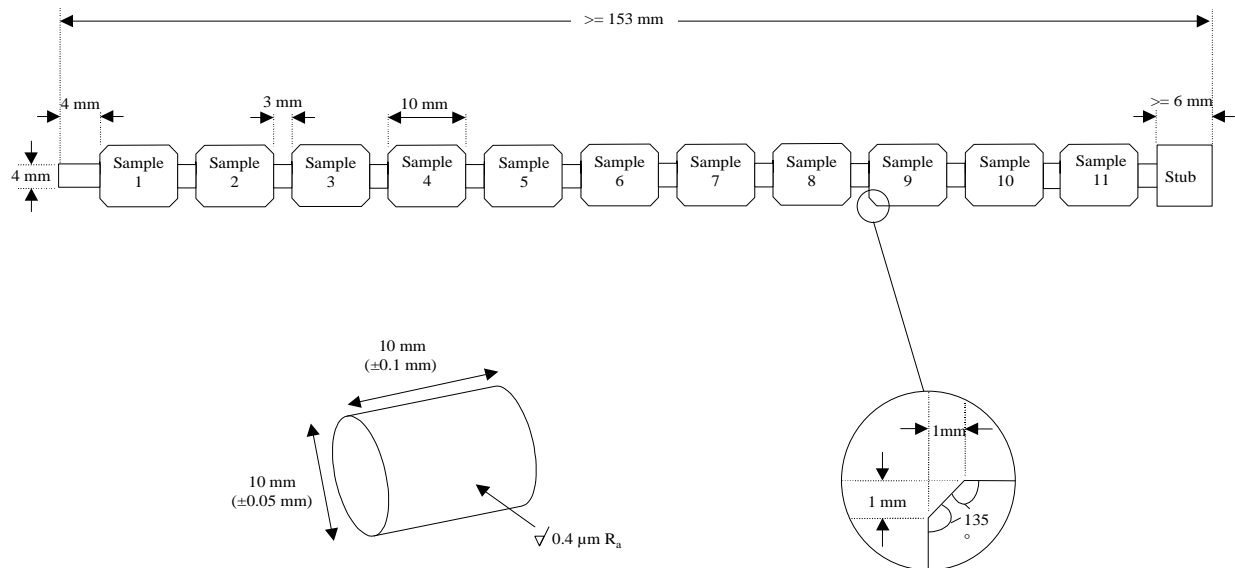 >= 153 mm
4 mm
3 mm
10 mm
>= 6 mm
4 mm
Sample
1
Sample
2
Sample
3
Sample
4
Sample
5
Sample
6
Sample
7
Sample
8
Sample
9
Sample
10
Sample
11
Stub
10 mm
(±0.1 mm)
10 mm
(±0.05 mm)
0.4 µm Ra
1mm
1 mm
135
°